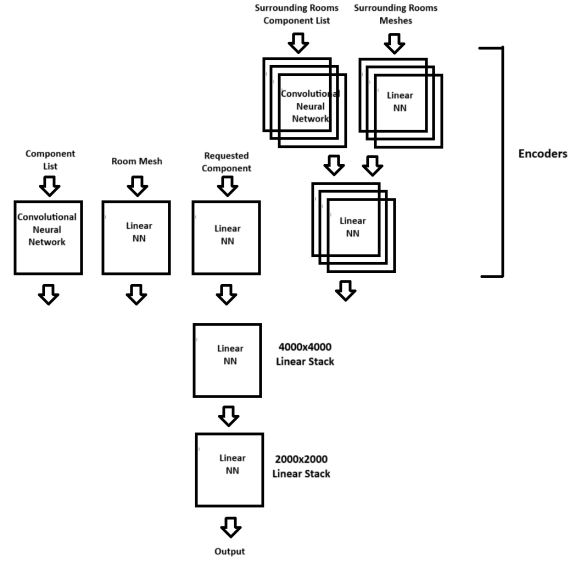 Surrounding Rooms
Component List
Surrounding Rooms
Meshes
Convolutional
Neural
Network
Linear
NN
Encoders
Component
List
Room Mesh
Requested
Component
Convolutional
Neural
Network
Linear
NN
Linear
NN
Linear
NN
Linear
NN
4000x4000
Linear Stack
Linear
NN
2000x2000
Linear Stack
Output